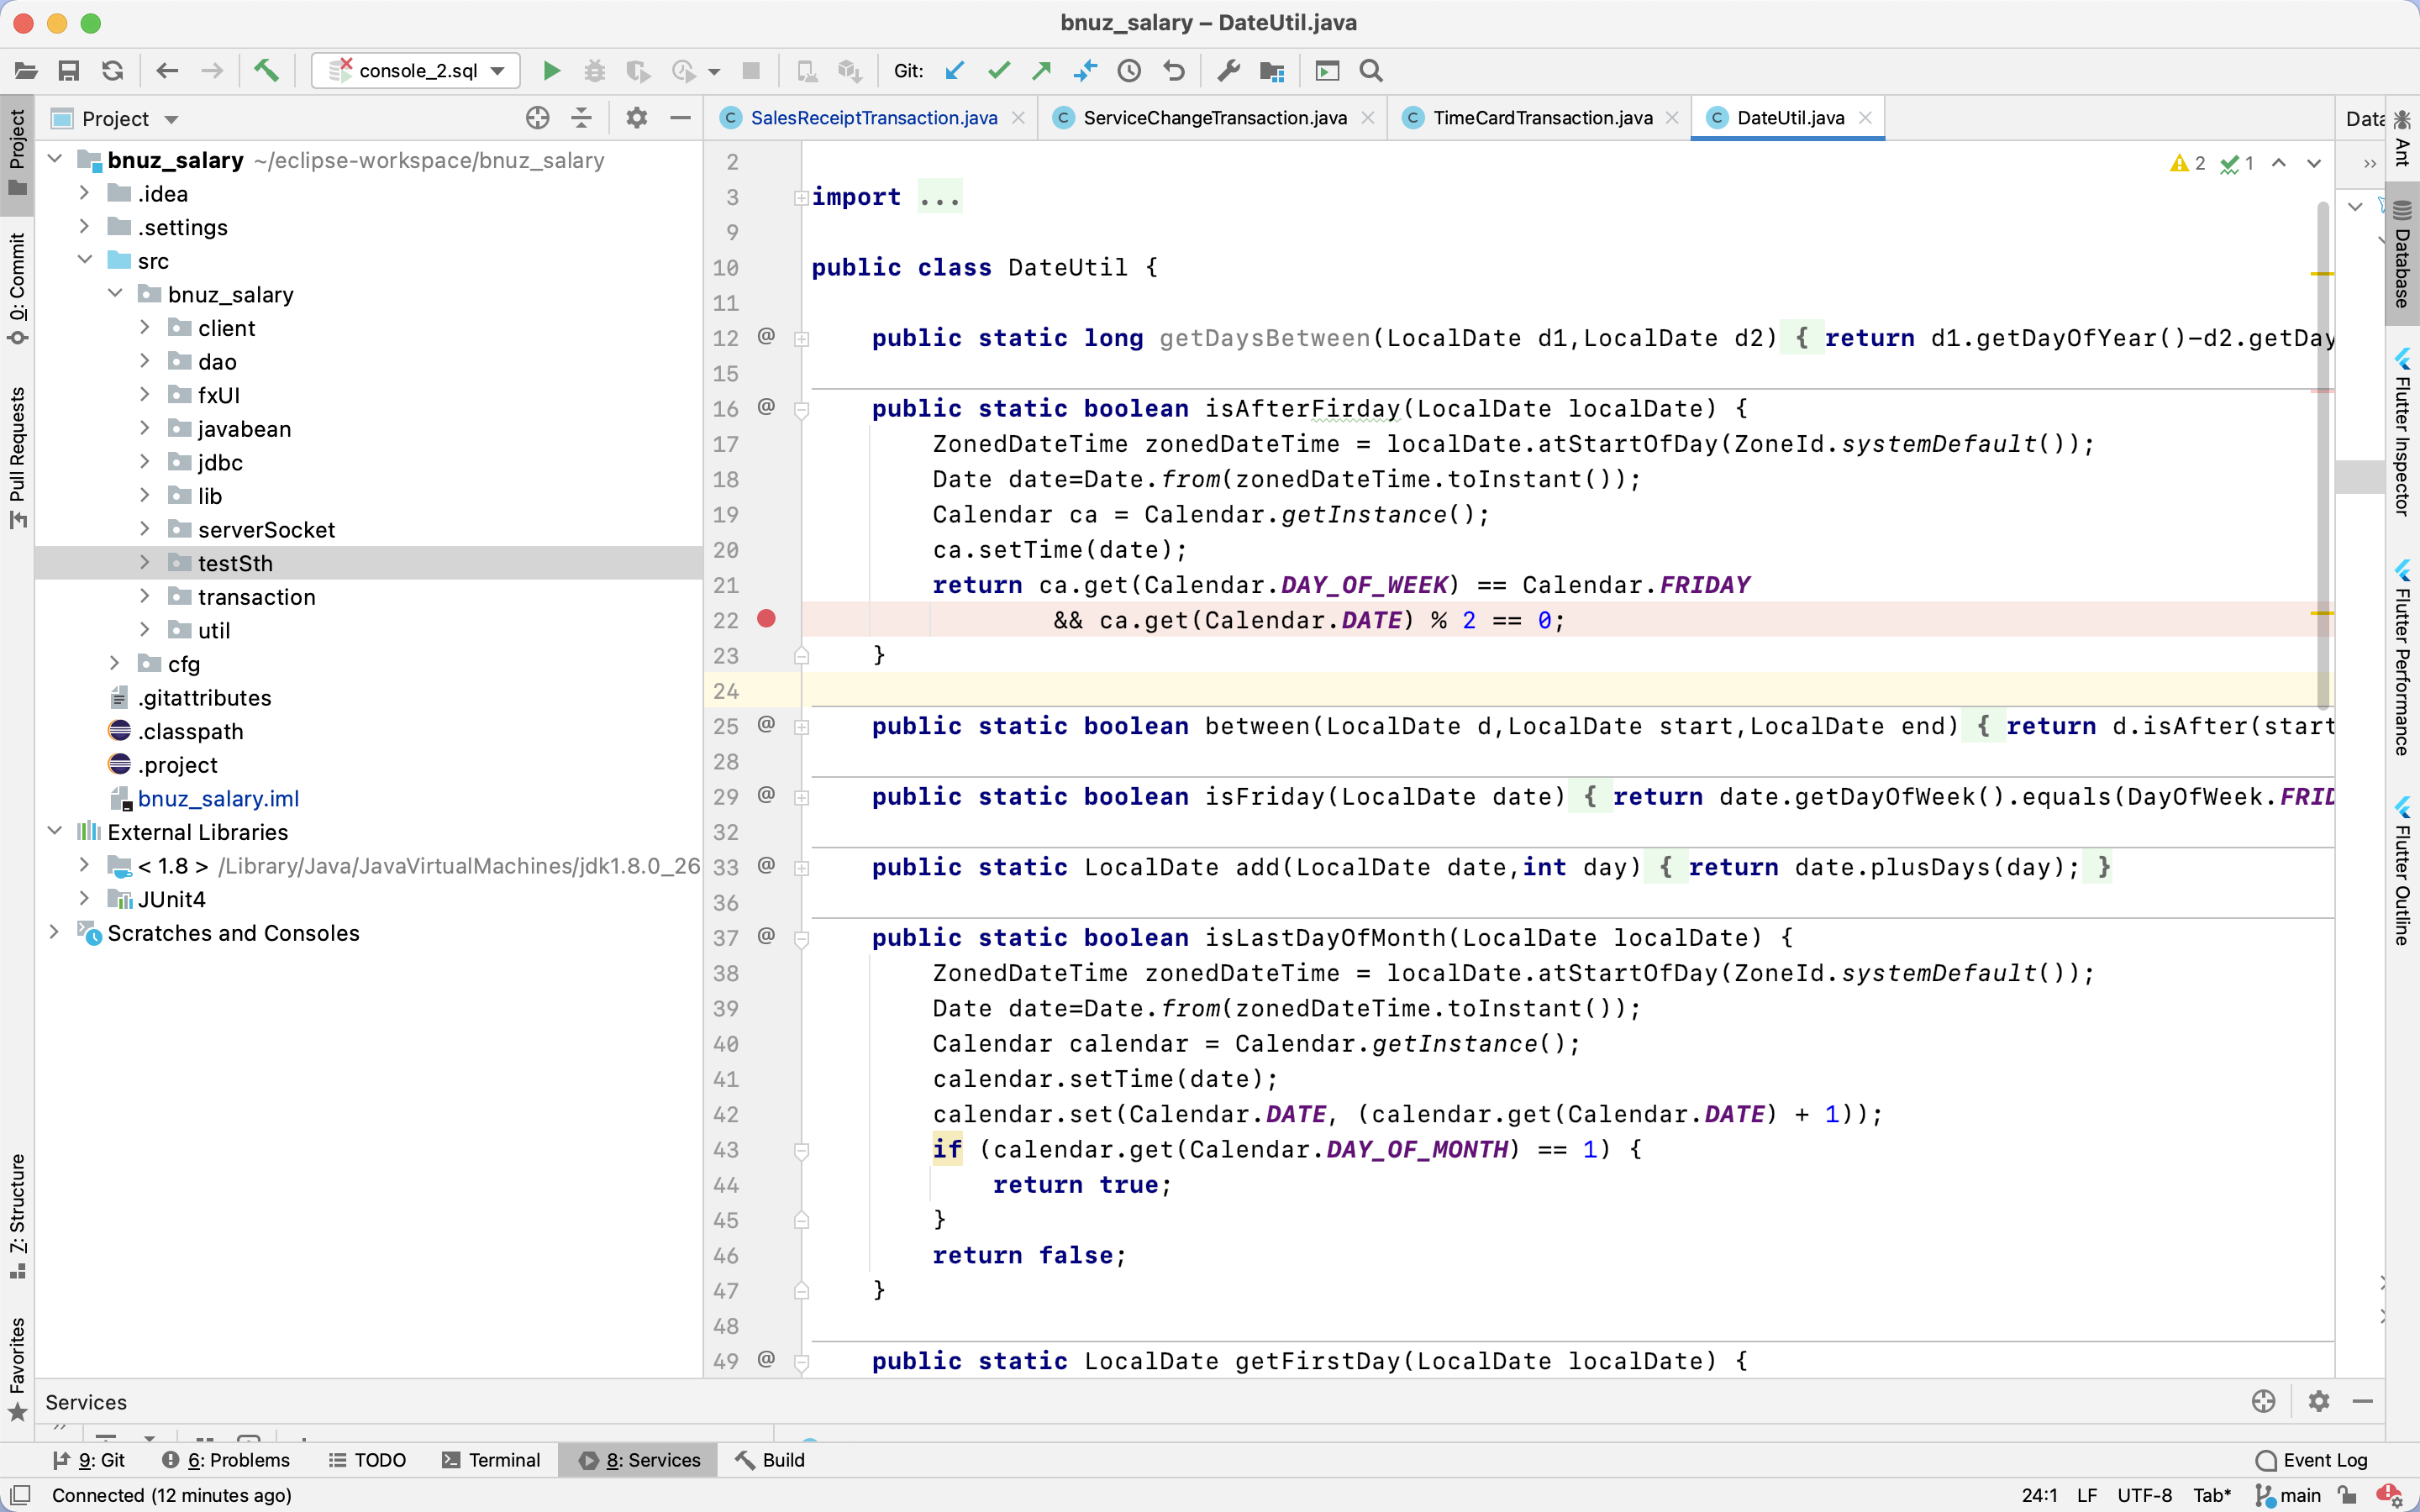 bnuz_salary – DateUtil.java
console_2.sql
Git:
Project
SalesReceiptTransaction.java
ServiceChangeTransaction.java
TimeCardTransaction.java
DateUtil.java
Project
0: Commit
Pull Requests
Z: Structure
Favorites
bnuz_salary ~/eclipse-workspace/bnuz_salary
.idea
.settings
src
bnuz_salary
client
dao
fxUI
javabean
jdbc
lib
serverSocket
testSth
transaction
util
cfg
.gitattributes
.classpath
.project
bnuz_salary.iml
External Libraries
< 1.8 > /Library/Java/JavaVirtualMachines/jdk1.8.0_26
JUnit4
Scratches and Consoles
2 1
2
3 import ...
9
10 public class DateUtil {
11
12 @ public static long getDaysBetween(LocalDate d1,LocalDate d2) { return d1.getDayOfYear()-d2.getDay
15
16 @ public static boolean isAfterFirday(LocalDate localDate) {
17 ZonedDateTime zonedDateTime = localDate.atStartOfDay(ZoneId.systemDefault());
18 Date date=Date.from(zonedDateTime.toInstant());
19 Calendar ca = Calendar.getInstance();
20 ca.setTime(date);
21 return ca.get(Calendar.DAY_OF_WEEK) == Calendar.FRIDAY
22 && ca.get(Calendar.DATE) % 2 == 0;
23 }
24
25 @ public static boolean between(LocalDate d,LocalDate start,LocalDate end) { return d.isAfter(start
28
29 @ public static boolean isFriday(LocalDate date) { return date.getDayOfWeek().equals(DayOfWeek.FRID
32
33 @ public static LocalDate add(LocalDate date,int day) { return date.plusDays(day); }
36
37 @ public static boolean isLastDayOfMonth(LocalDate localDate) {
38 ZonedDateTime zonedDateTime = localDate.atStartOfDay(ZoneId.systemDefault());
39 Date date=Date.from(zonedDateTime.toInstant());
40 Calendar calendar = Calendar.getInstance();
41 calendar.setTime(date);
42 calendar.set(Calendar.DATE, (calendar.get(Calendar.DATE) + 1));
43 if (calendar.get(Calendar.DAY_OF_MONTH) == 1) {
44 return true;
45 }
46 return false;
47 }
48
49 @ public static LocalDate getFirstDay(LocalDate localDate) {
Data
Ant
Database
Flutter Inspector
Flutter Performance
Flutter Outline
Services
9: Git
6: Problems
TODO
Terminal
8: Services
Build
Event Log
Connected (12 minutes ago)
24:1 LF UTF-8 Tab* main